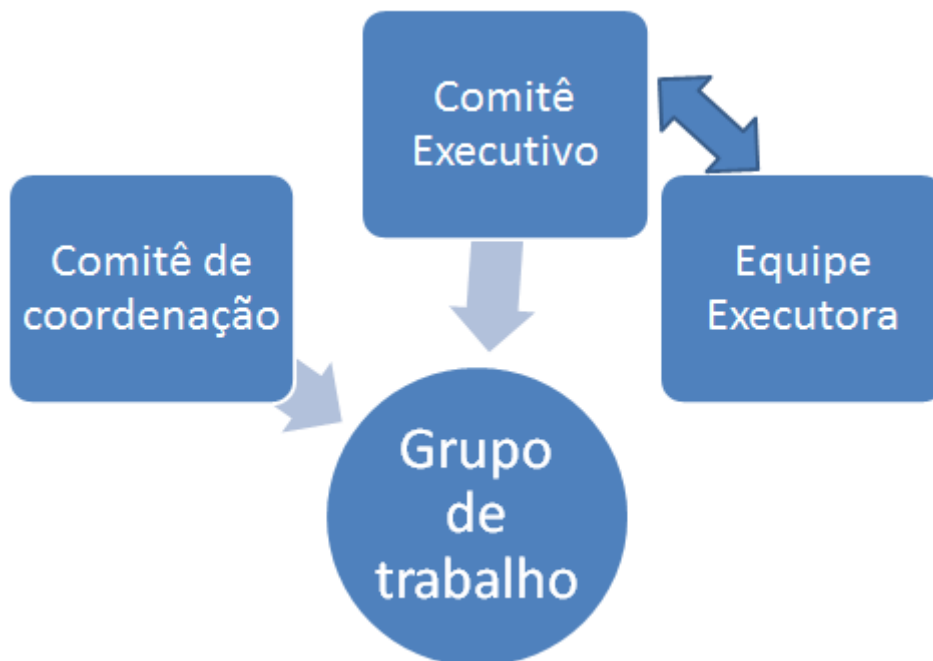 Comitê
Executivo
Comitê de
coordenação
Equipe
Executora
Grupo
de
trabalho